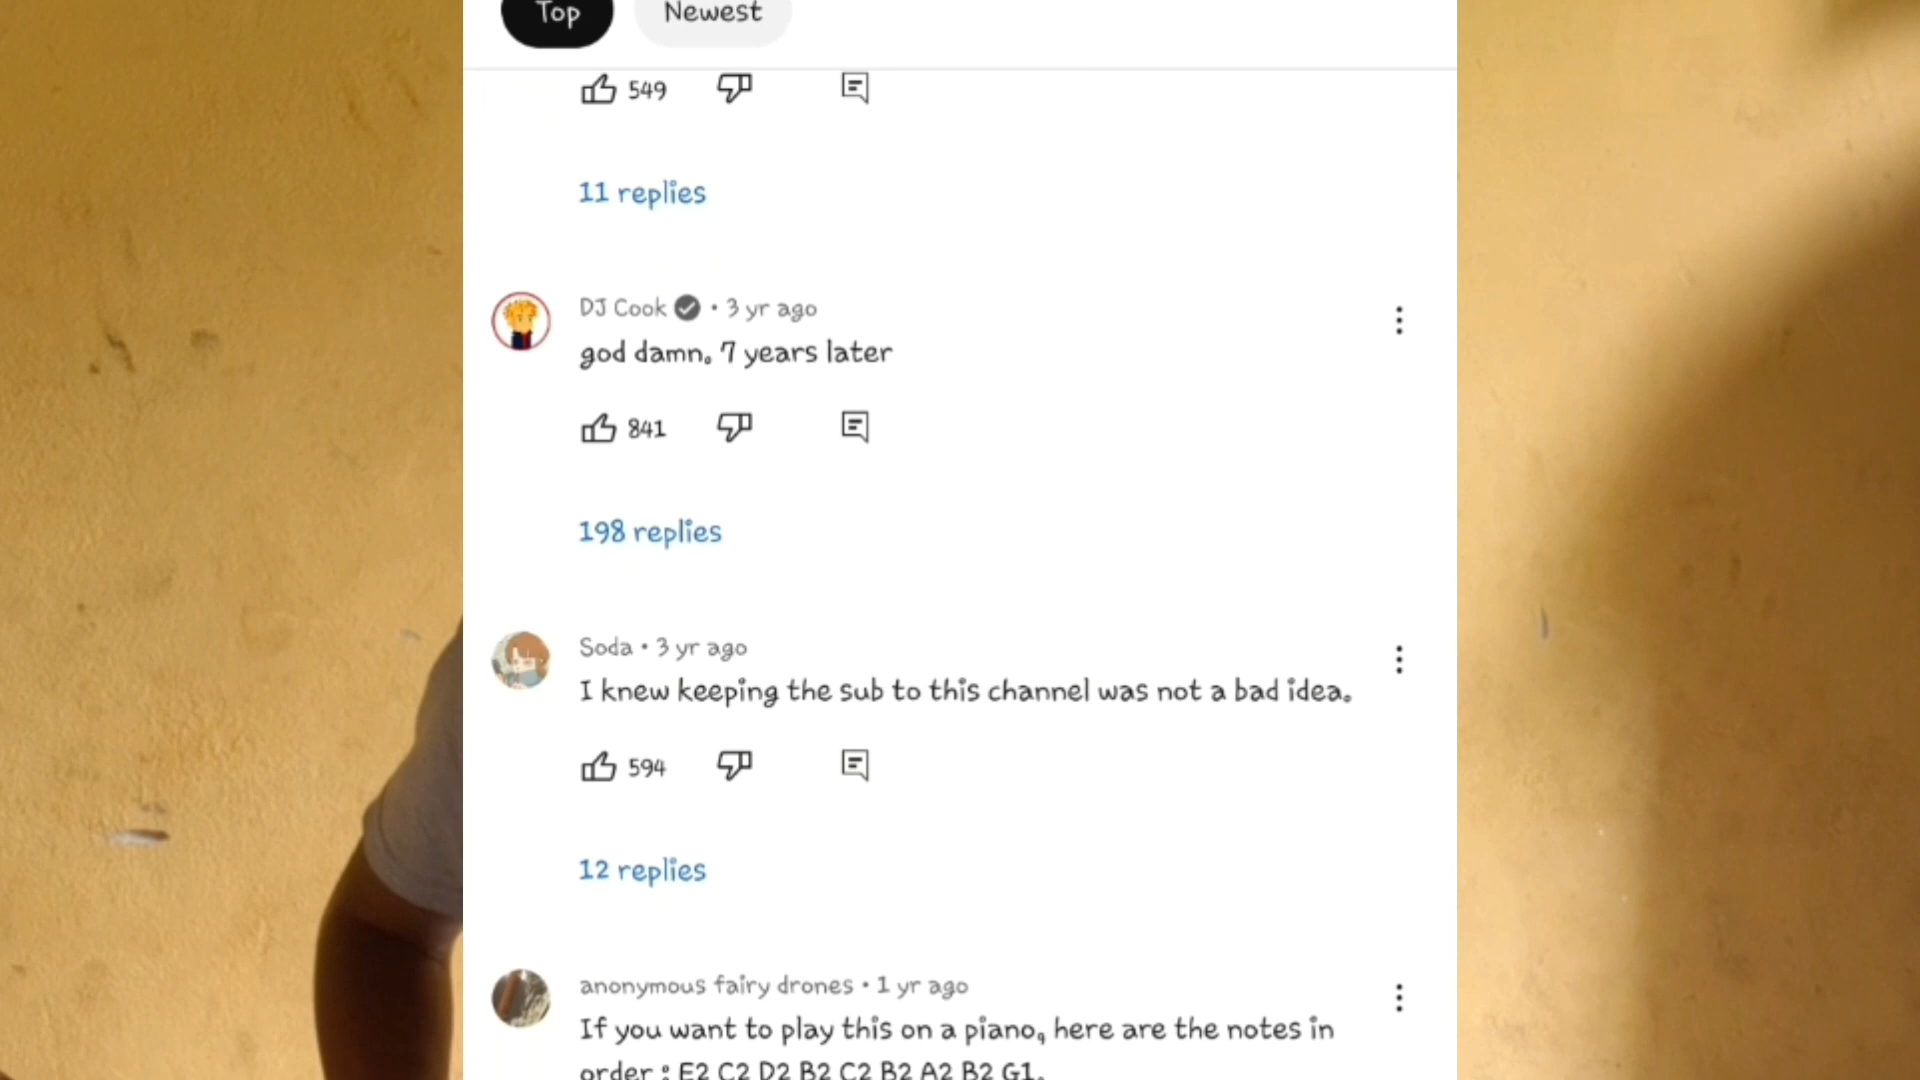 Top
Newest
549
11 replies
DJ Cook • 3 yr ago
god damn. 7 years later
841
198 replies
Soda • 3 yr ago
I knew keeping the sub to this channel was not a bad idea.
594
12 replies
anonymous fairy drones • 1 yr ago
If you want to play this on a piano, here are the notes in
order : E2 C2 D2 B2 C2 B2 A2 B2 G1.